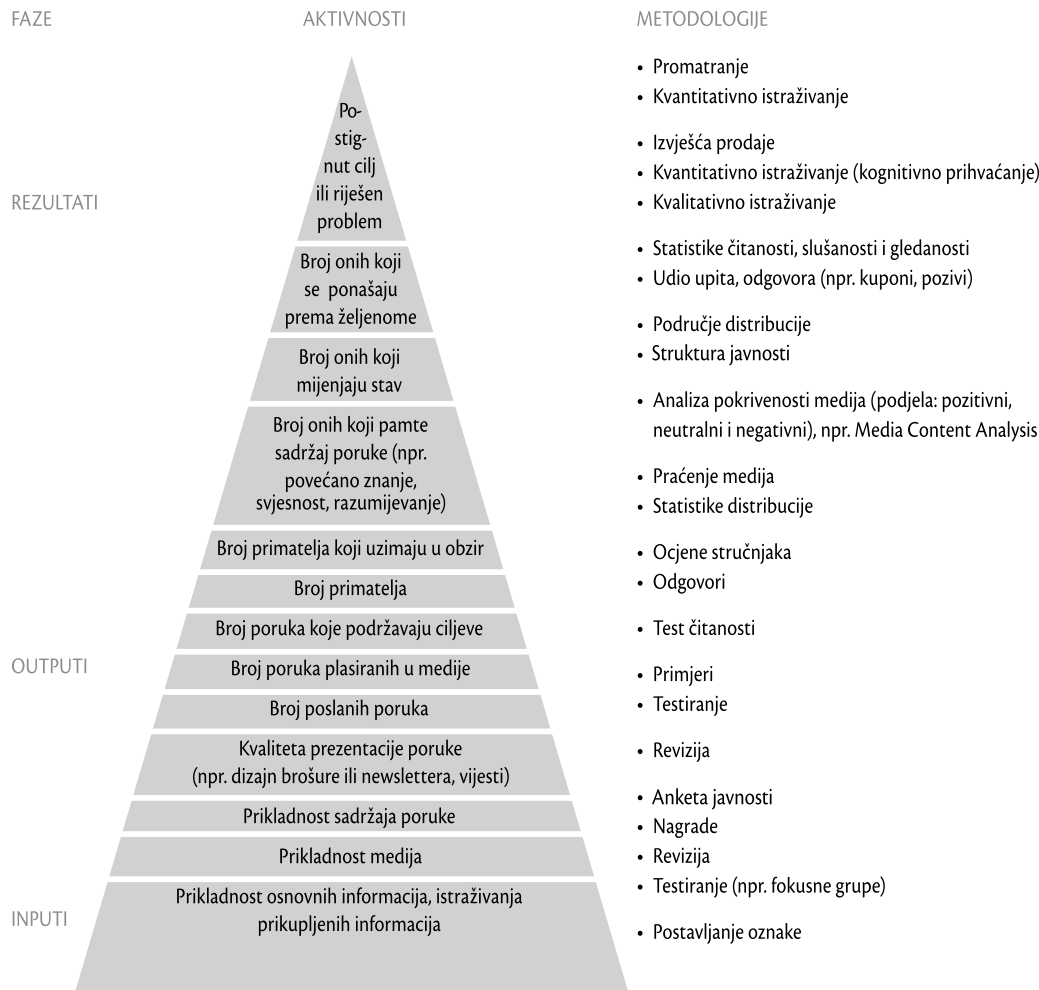 FAZE
AKTIVNOSTI
METODOLOGIJE
REZULTATI
OUTPUTI
INPUTI
Po-
stig-
nut cilj
ili riješen
problem
Broj onih koji
se ponašaju
prema željenome
Broj onih koji
mijenjaju stav
Broj onih koji pamte
sadržaj poruke (npr.
povećano znanje,
svjesnost, razumijevanje)
Broj primatelja koji uzimaju u obzir
Broj primatelja
Broj poruka koje podržavaju ciljeve
Broj poruka plasiranih u medije
Broj poslanih poruka
Kvaliteta prezentacije poruke
(npr. dizajn brošure ili newslettera, vijesti)
Prikladnost sadržaja poruke
Prikladnost medija
Prikladnost osnovnih informacija, istraživanja
prikupljenih informacija
• Promatranje
• Kvantitativno istraživanje
• Izvješća prodaje
• Kvantitativno istraživanje (kognitivno prihvaćanje)
• Kvalitativno istraživanje
• Statistike čitanosti, slušanosti i gledanosti
• Udio upita, odgovora (npr. kuponi, pozivi)
• Područje distribucije
• Struktura javnosti
• Analiza pokrivenosti medija (podjela: pozitivni,
neutralni i negativni), npr. Media Content Analysis
• Praćenje medija
• Statistike distribucije
• Ocjene stručnjaka
• Odgovori
• Test čitanosti
• Primjeri
• Testiranje
• Revizija
• Anketa javnosti
• Nagrade
• Revizija
• Testiranje (npr. fokusne grupe)
• Postavljanje oznake